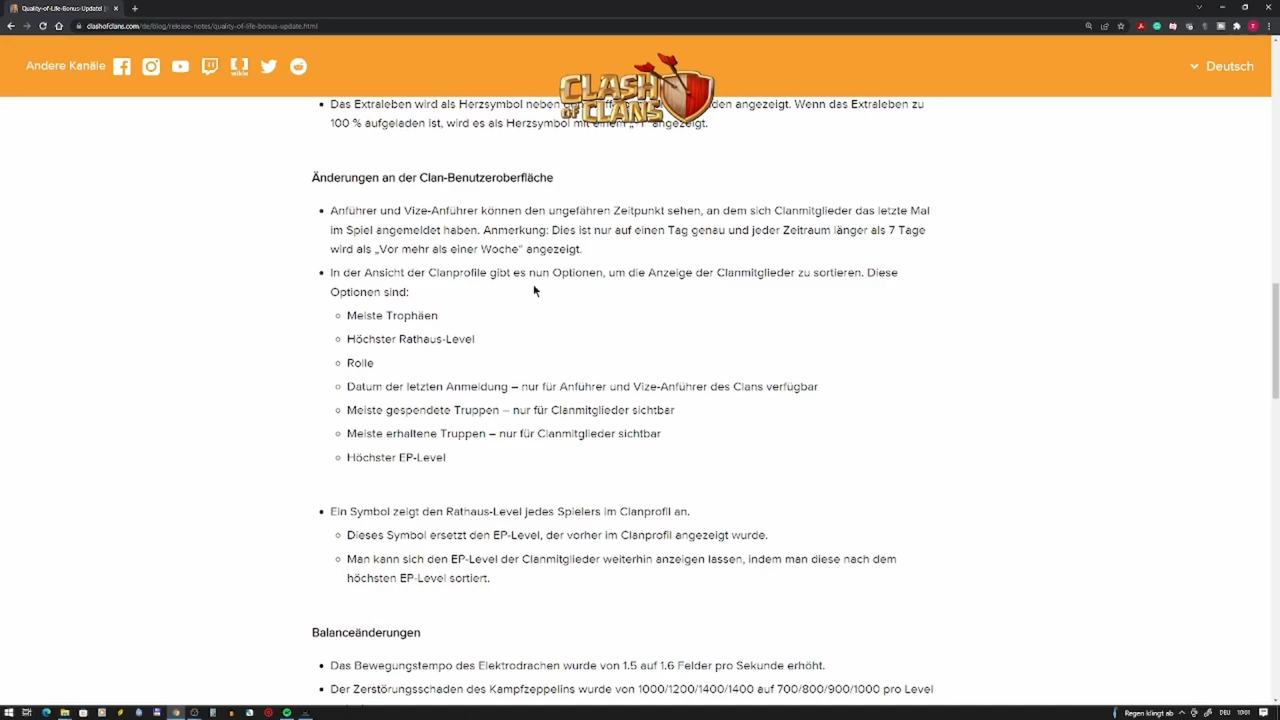 Quality-of-Life-Bonus-Update! |
clashofclans.com/de/blog/release-notes/quality-of-life-bonus-update.html
Andere Kanäle
wikia
CLASH OF CLANS
Deutsch
Das Extraleben wird als Herzsymbol neben angezeigt. Wenn das Extraleben zu
100 % aufgeladen ist, wird es als Herzsymbol mit einem angezeigt.
Änderungen an der Clan-Benutzeroberfläche
Anführer und Vize-Anführer können den ungefähren Zeitpunkt sehen, an dem sich Clanmitglieder das letzte Mal
im Spiel angemeldet haben. Anmerkung: Dies ist nur auf einen Tag genau und jeder Zeitraum länger als 7 Tage
wird als „Vor mehr als einer Woche“ angezeigt.
In der Ansicht der Clanprofile gibt es nun Optionen, um die Anzeige der Clanmitglieder zu sortieren. Diese
Optionen sind:
Meiste Trophäen
Höchster Rathaus-Level
Rolle
Datum der letzten Anmeldung – nur für Anführer und Vize-Anführer des Clans verfügbar
Meiste gespendete Truppen – nur für Clanmitglieder sichtbar
Meiste erhaltene Truppen – nur für Clanmitglieder sichtbar
Höchster EP-Level
Ein Symbol zeigt den Rathaus-Level jedes Spielers im Clanprofil an.
Dieses Symbol ersetzt den EP-Level, der vorher im Clanprofil angezeigt wurde.
Man kann sich den EP-Level der Clanmitglieder weiterhin anzeigen lassen, indem man diese nach dem
höchsten EP-Level sortiert.
Balanceänderungen
Das Bewegungstempo des Elektrodrachen wurde von 1.5 auf 1.6 Felder pro Sekunde erhöht.
Der Zerstörungsschaden des Kampfzeppelins wurde von 1000/1200/1400/1400 auf 700/800/900/1000 pro Level
Regen klingt ab
DEU
10:01